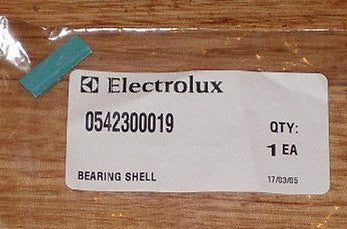 Electrolux
0542300019
QTY:
1 EA
BEARING SHELL
17/03/05